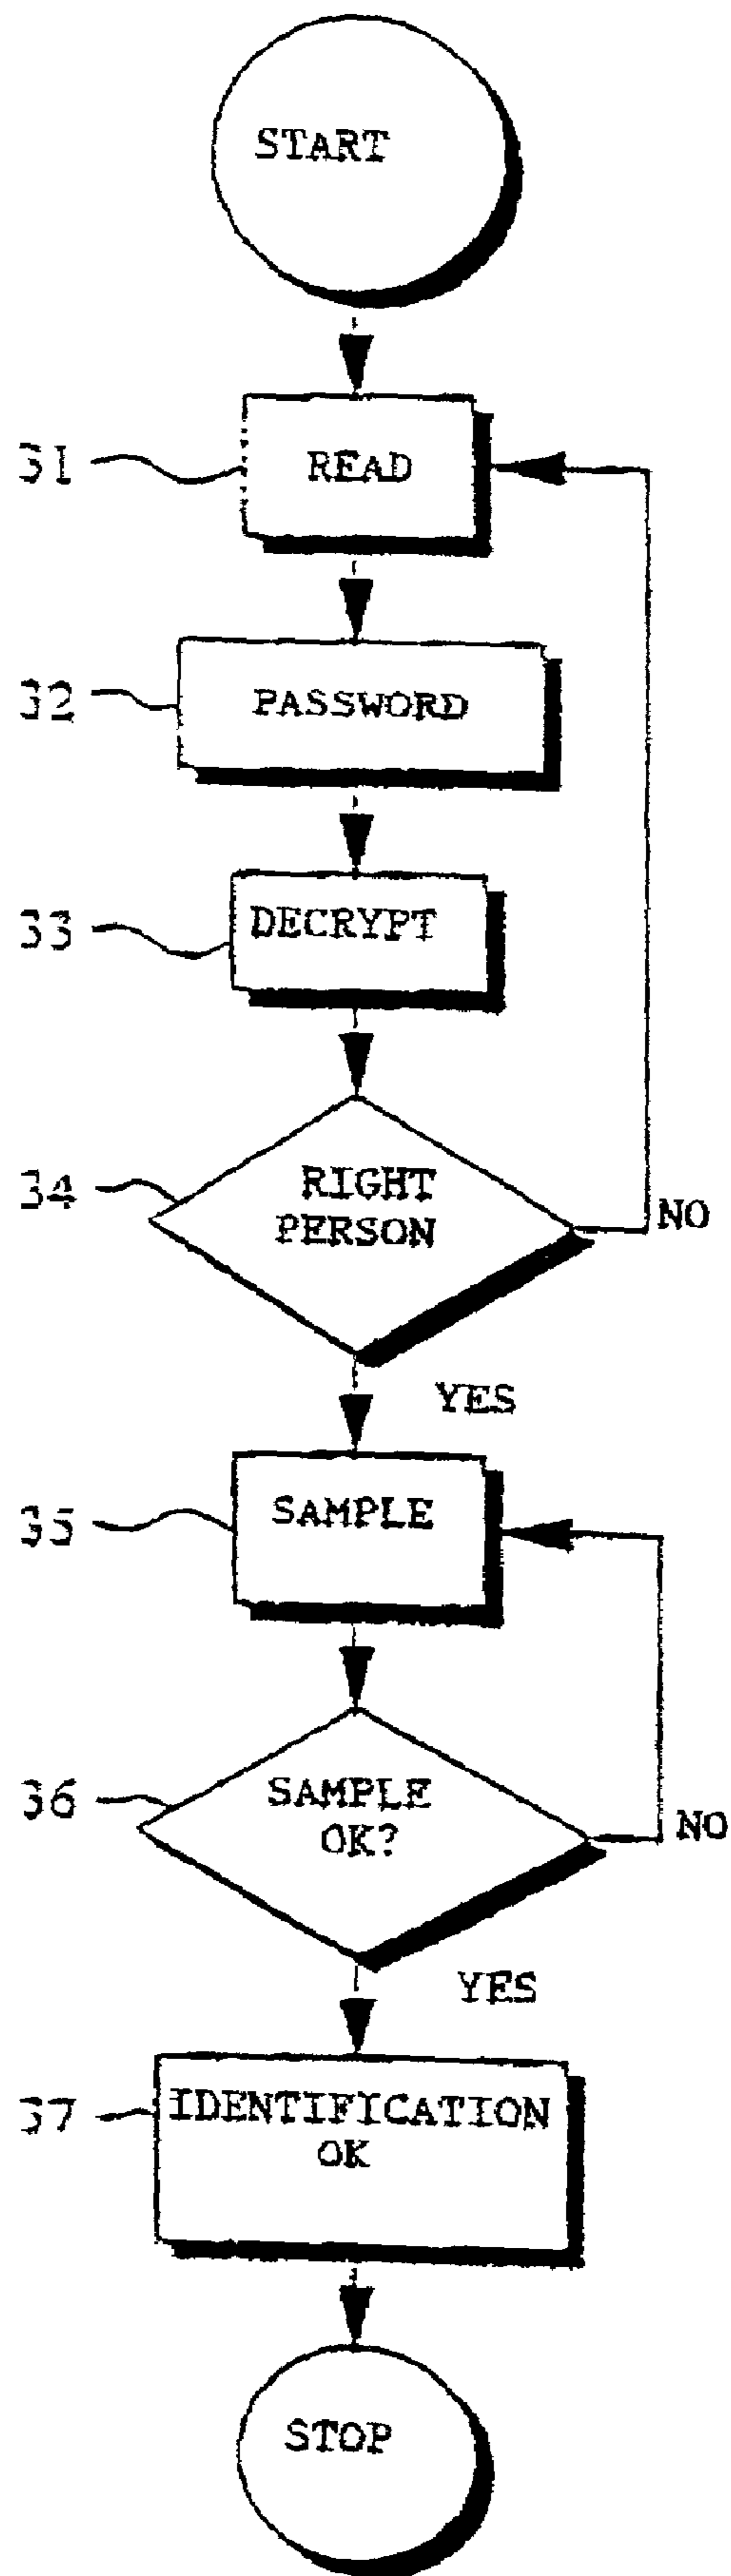 START
31
READ
32
PASSWORD
33
DECRYPT
34
RIGHT
PERSON
NO
YES
35
SAMPLE
36
SAMPLE
OK?
NO
YES
37
IDENTIFICATION
OK
STOP